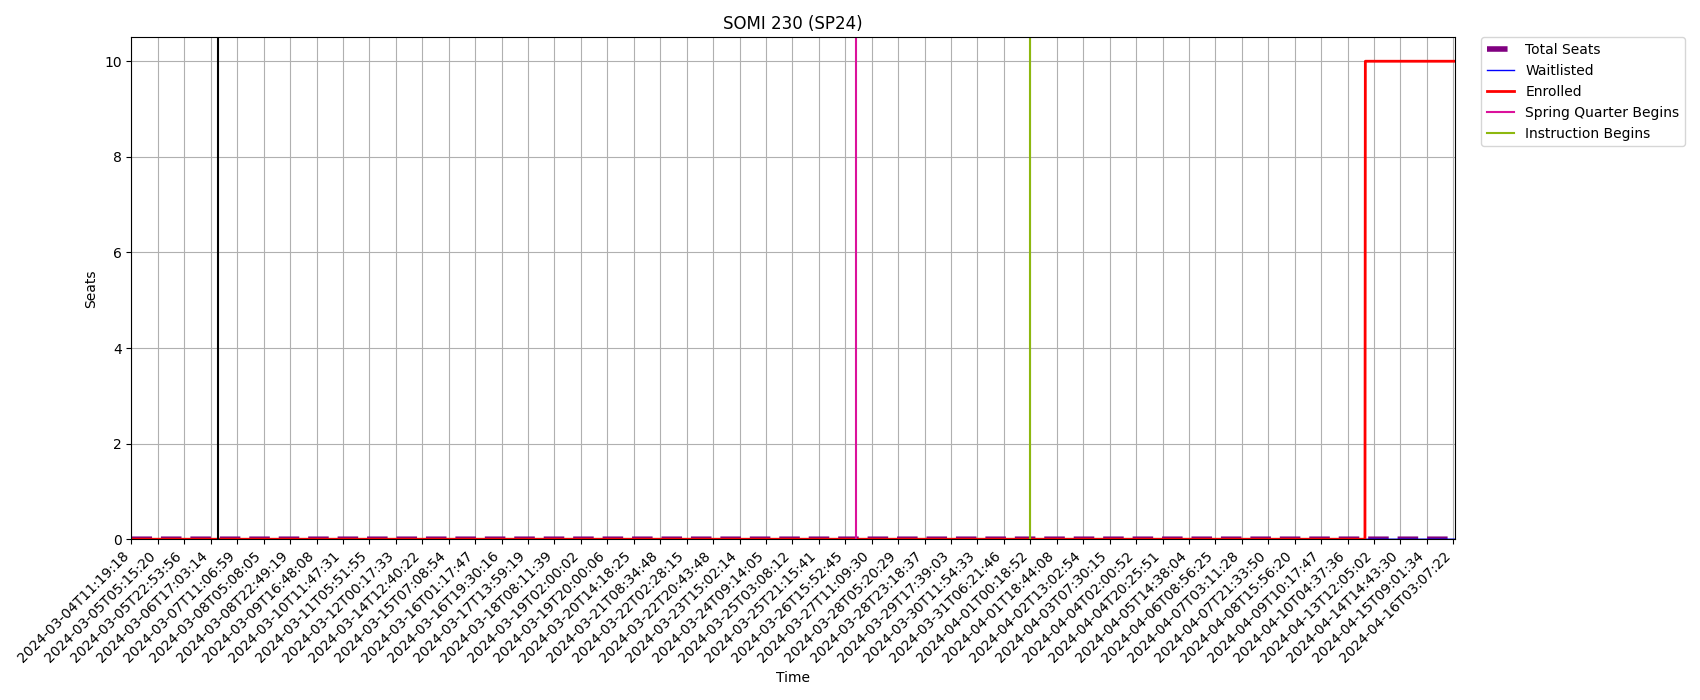 SOMI 230 (SP24)
Total Seats
Waitlisted
Enrolled
Spring Quarter Begins
Instruction Begins
Seats
10
8
6
4
2
0
2024-03-04T11:19:18
2024-03-05T05:15:20
2024-03-05T22:53:56
2024-03-06T17:03:14
2024-03-07T11:06:59
2024-03-08T05:08:05
2024-03-08T22:49:19
2024-03-09T16:48:08
2024-03-10T11:47:31
2024-03-11T05:51:55
2024-03-12T00:17:33
2024-03-14T12:40:22
2024-03-15T07:08:54
2024-03-16T01:17:47
2024-03-16T19:30:16
2024-03-17T13:59:19
2024-03-18T08:11:39
2024-03-19T02:00:02
2024-03-19T20:00:06
2024-03-20T14:18:25
2024-03-21T08:34:48
2024-03-22T02:28:15
2024-03-22T20:43:48
2024-03-23T15:02:14
2024-03-24T09:14:05
2024-03-25T03:08:12
2024-03-25T21:15:41
2024-03-26T15:52:45
2024-03-27T11:09:30
2024-03-28T05:20:29
2024-03-28T23:18:37
2024-03-29T17:39:03
2024-03-30T11:54:33
2024-03-31T06:21:46
2024-04-01T00:18:52
2024-04-01T18:44:08
2024-04-02T13:02:54
2024-04-03T07:30:15
2024-04-04T02:00:52
2024-04-04T20:25:51
2024-04-05T14:38:04
2024-04-06T08:56:25
2024-04-07T03:11:28
2024-04-07T21:33:50
2024-04-08T15:56:20
2024-04-09T10:17:47
2024-04-10T04:37:36
2024-04-13T12:05:02
2024-04-14T14:43:30
2024-04-15T09:01:34
2024-04-16T03:07:22
Time